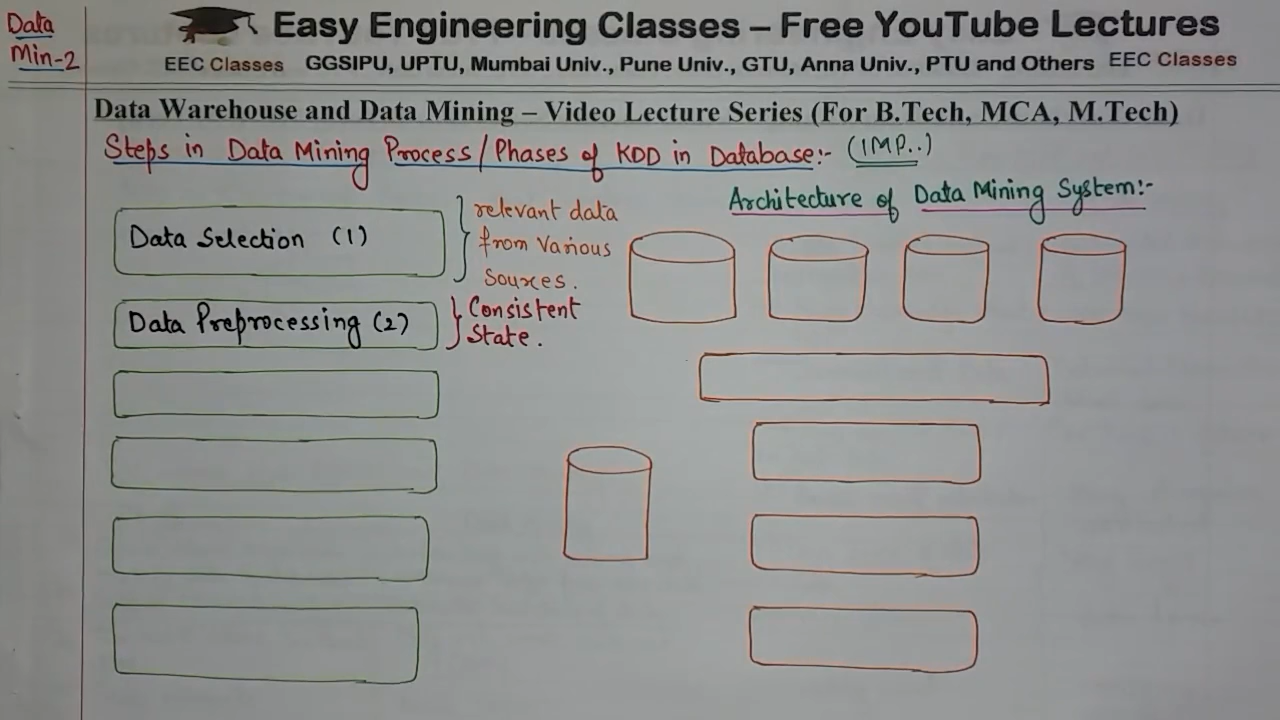 Data
Min-2
Easy Engineering Classes – Free YouTube Lectures
EEC Classes GGSIPU, UPTU, Mumbai Univ., Pune Univ., GTU, Anna Univ., PTU and Others EEC Classes
Data Warehouse and Data Mining – Video Lecture Series (For B.Tech, MCA, M.Tech)
Steps in Data Mining Process/Phases of KDD in Database:- (IMP..)
Architecture of Data Mining System:-
Data Selection (1)
relevant data
from various
sources.
Data Preprocessing (2)
Consistent
State.